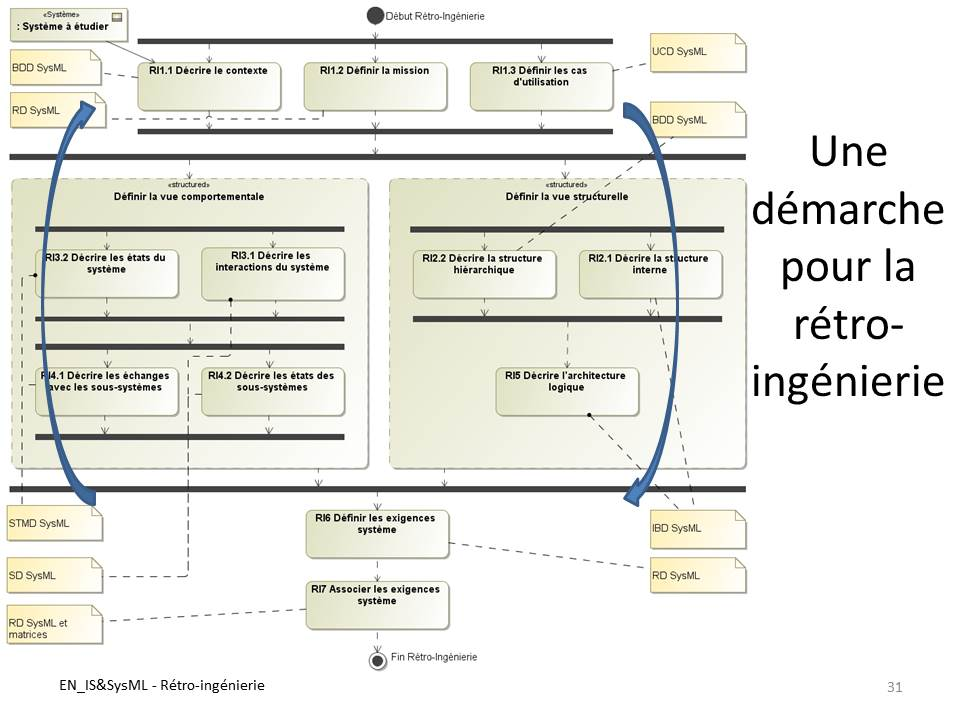 «Système»
: Système à étudier
Début Rétro-Ingénierie
BDD SysML
RD SysML
RI1.1 Décrire le contexte
RI1.2 Définir la mission
RI1.3 Définir les cas
d'utilisation
UCD SysML
BDD SysML
Une
démarche
pour la
rétro-
ingénierie
«structured»
Définir la vue comportementale
RI3.2 Décrire les états du
système
RI3.1 Décrire les
interactions du système
RI4.1 Décrire les échanges
avec les sous-systèmes
RI4.2 Décrire les états des
sous-systèmes
«structured»
Définir la vue structurelle
RI2.2 Décrire la structure
hiérarchique
RI2.1 Décrire la structure
interne
RI5 Décrire l'architecture
logique
STMD SysML
SD SysML
RD SysML et
matrices
RI6 Définir les exigences
système
RI7 Associer les exigences
système
IBD SysML
RD SysML
Fin Rétro-Ingénierie
EN_IS&SysML - Rétro-ingénierie
31